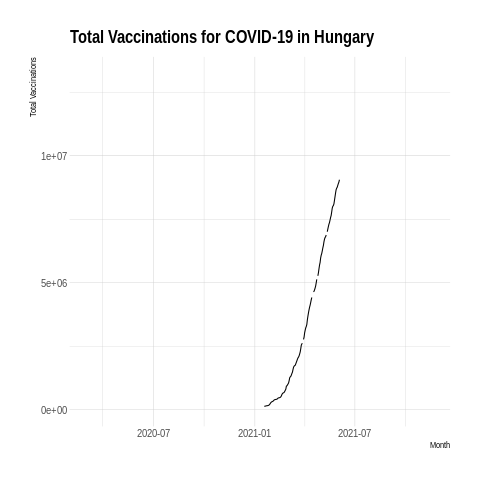 Total Vaccinations for COVID-19 in Hungary
Total Vaccinations
1e+07
5e+06
0e+00
2020-07 2021-01 2021-07
Month